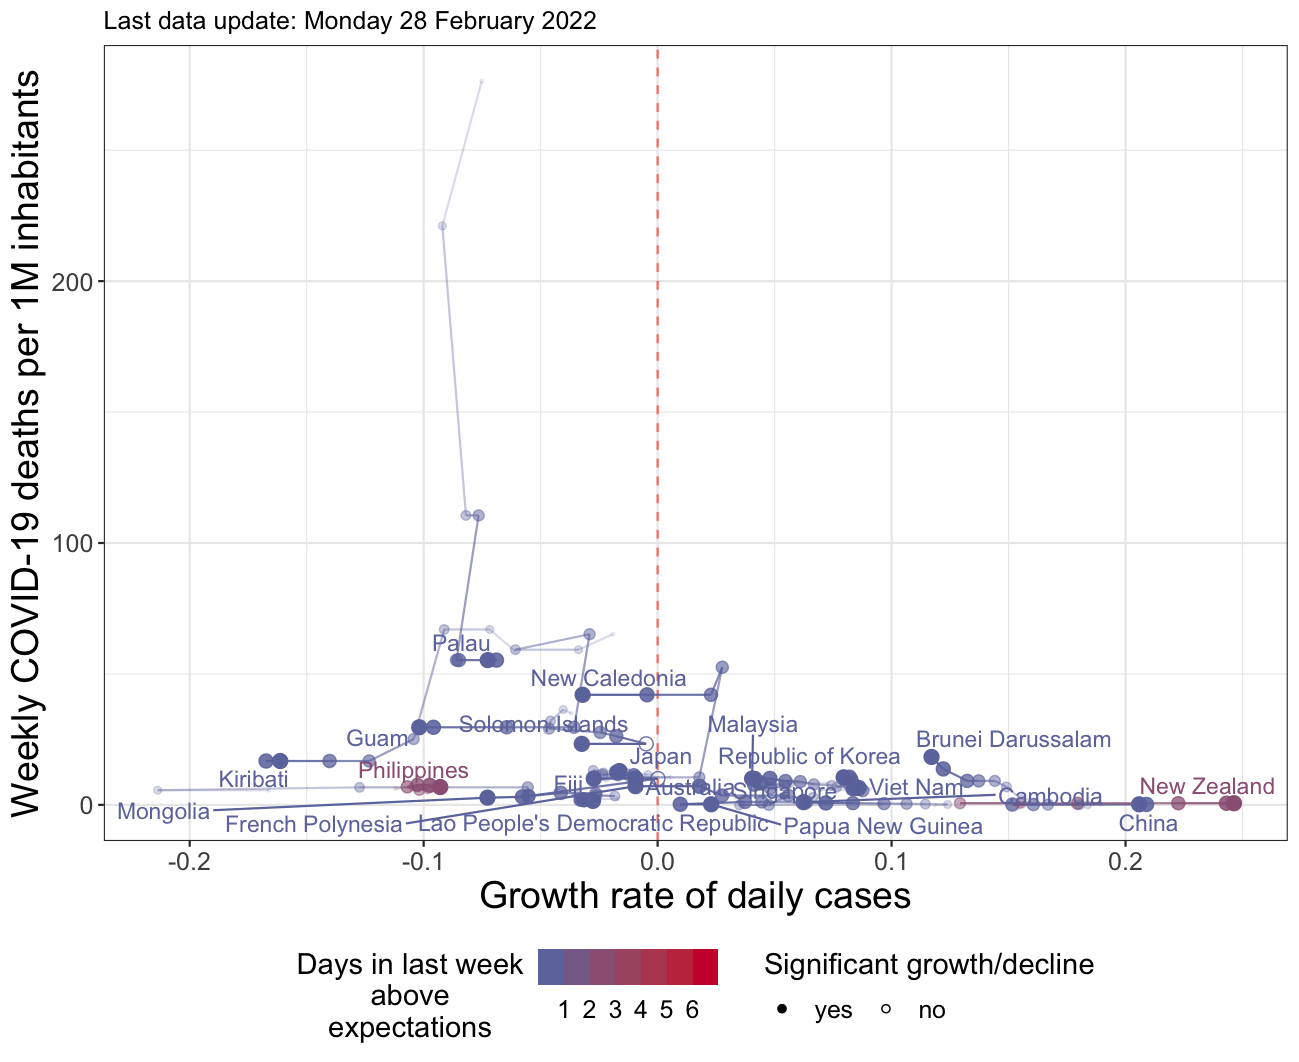 Last data update: Monday 28 February 2022
Weekly COVID-19 deaths per 1M inhabitants
200
100
0
Palau
New Caledonia
Solomon Islands
Malaysia
Guam
Brunei Darussalam
Japan
Republic of Korea
Philippines
Kiribati
Fiji
Australia
Singapore
Viet Nam
Cambodia
New Zealand
Mongolia
French Polynesia
Lao People's Democratic Republic
Papua New Guinea
China
-0.2
-0.1
0.0
0.1
0.2
Growth rate of daily cases
Days in last week
above
expectations
1 2 3 4 5 6
Significant growth/decline
yes
no